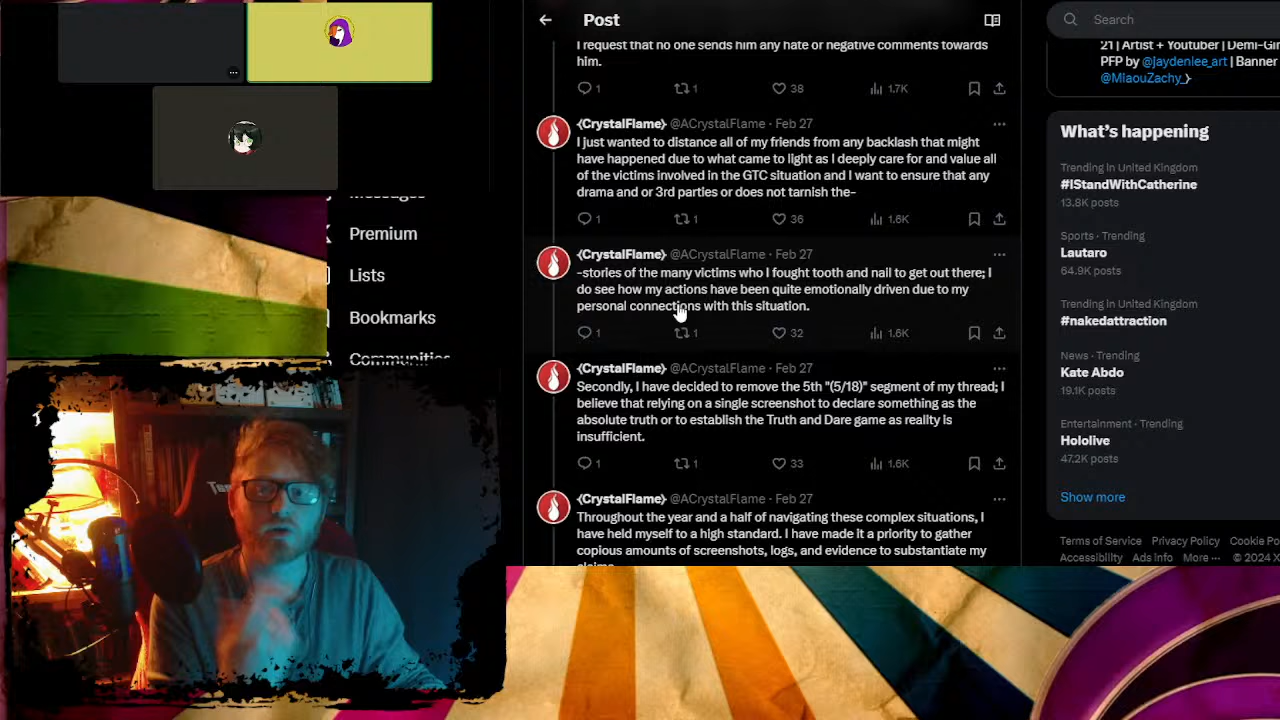 Messages
Premium
Lists
Bookmarks
Communities
Post
I request that no one sends him any hate or negative comments towards
him.
1 1 38 1.7K
{CrystalFlame} @ACrystalFlame · Feb 27
I just wanted to distance all of my friends from any backlash that might
have happened due to what came to light as I deeply care for and value all
of the victims involved in the GTC situation and I want to ensure that any
drama and or 3rd parties or does not tarnish the-
1 1 36 1.6K
{CrystalFlame} @ACrystalFlame · Feb 27
-stories of the many victims who I fought tooth and nail to get out there; I
do see how my actions have been quite emotionally driven due to my
personal connections with this situation.
1 1 32 1.6K
{CrystalFlame} @ACrystalFlame · Feb 27
Secondly, I have decided to remove the 5th "(5/18)" segment of my thread; I
believe that relying on a single screenshot to declare something as the
absolute truth or to establish the Truth and Dare game as reality is
insufficient.
1 1 33 1.6K
{CrystalFlame} @ACrystalFlame · Feb 27
Throughout the year and a half of navigating these complex situations, I
have held myself to a high standard. I have made it a priority to gather
copious amounts of screenshots, logs, and evidence to substantiate my
claims
Search
21 | Artist + Youtuber | Demi-Gir
PFP by @jaydenlee_art | Banner
@MiaouZachy_}
What's happening
Trending in United Kingdom
#IStandWithCatherine
13.8K posts
Sports · Trending
Lautaro
64.9K posts
Trending in United Kingdom
#nakedattraction
News · Trending
Kate Abdo
19.1K posts
Entertainment · Trending
Hololive
47.2K posts
Show more
Terms of Service Privacy Policy Cookie Po
Accessibility Ads info More ··· © 2024 X